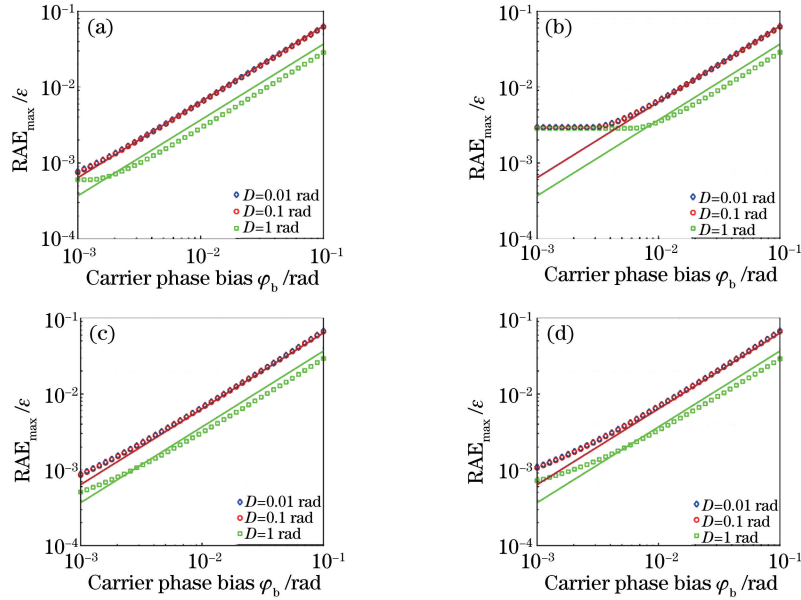 (a)
10⁻¹
10⁻²
10⁻³
10⁻⁴
RAEmax /ε
D=0.01 rad
D=0.1 rad
D=1 rad
10⁻³ 10⁻² 10⁻¹
Carrier phase bias φb /rad
(b)
10⁻¹
10⁻²
10⁻³
10⁻⁴
RAEmax /ε
D=0.01 rad
D=0.1 rad
D=1 rad
10⁻³ 10⁻² 10⁻¹
Carrier phase bias φb /rad
(c)
10⁻¹
10⁻²
10⁻³
10⁻⁴
RAEmax /ε
D=0.01 rad
D=0.1 rad
D=1 rad
10⁻³ 10⁻² 10⁻¹
Carrier phase bias φb /rad
(d)
10⁻¹
10⁻²
10⁻³
10⁻⁴
RAEmax /ε
D=0.01 rad
D=0.1 rad
D=1 rad
10⁻³ 10⁻² 10⁻¹
Carrier phase bias φb /rad